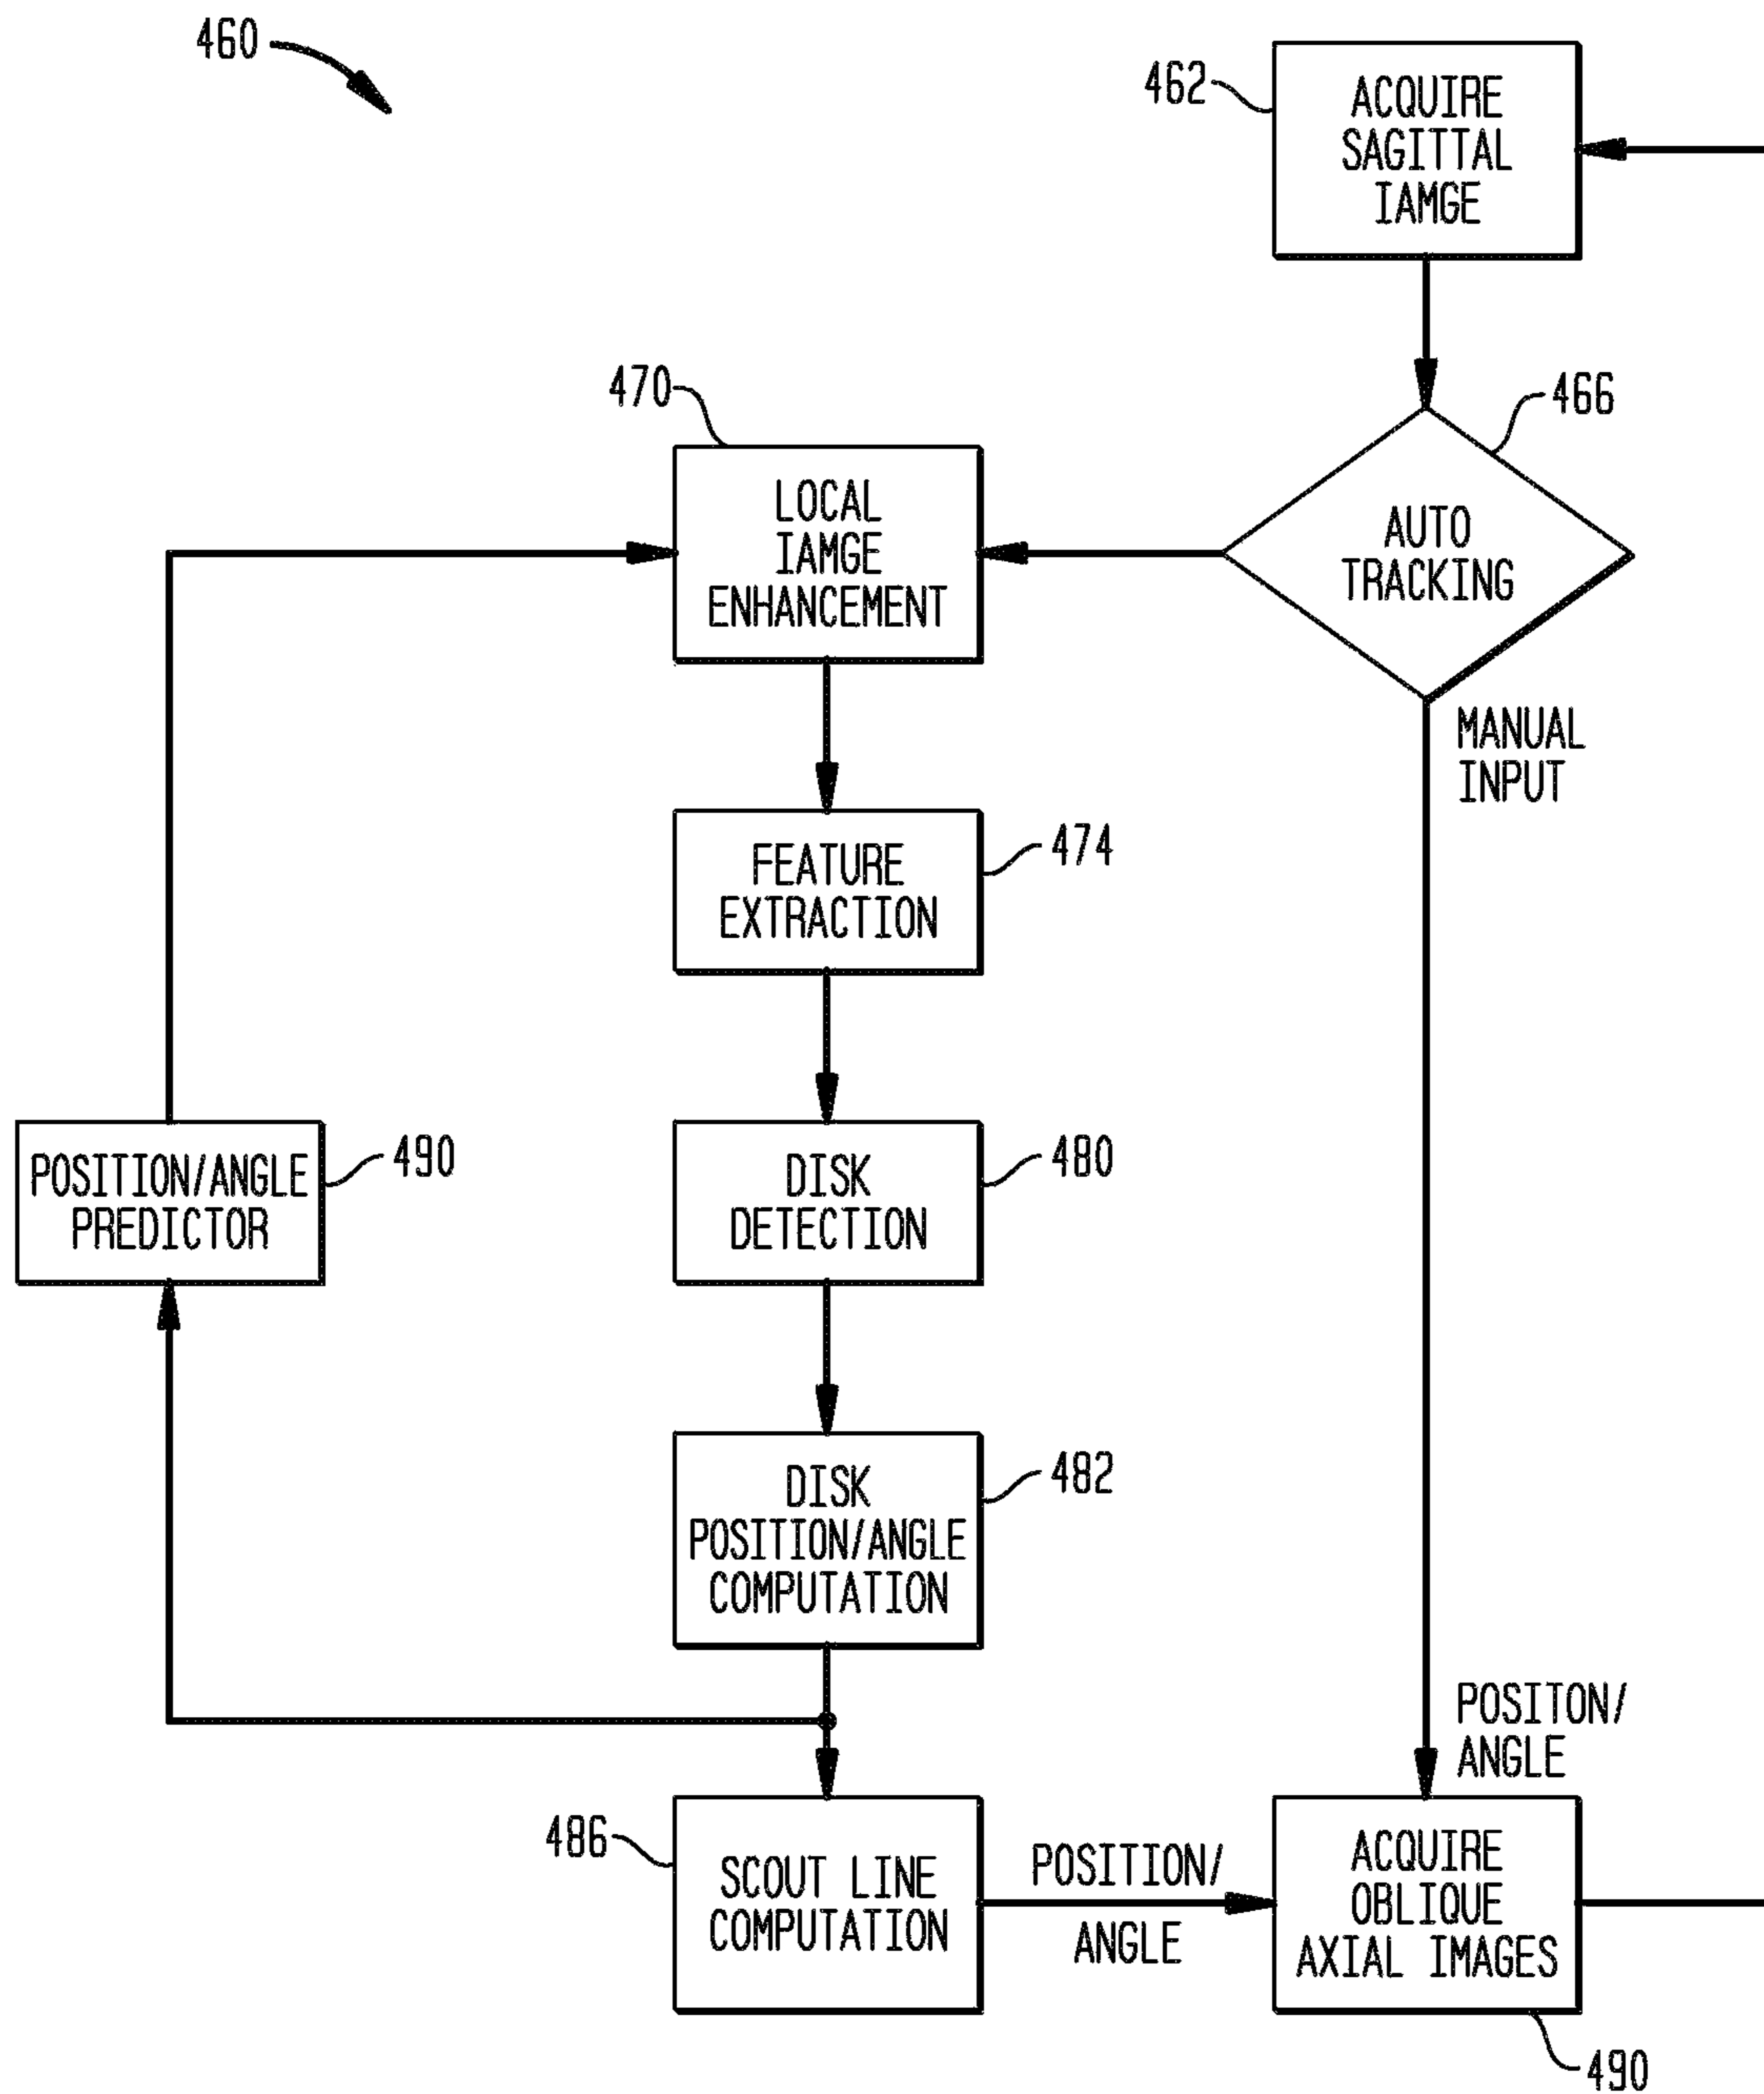 460
462
ACQUIRE
SAGITTAL
IAMGE
466
AUTO
TRACKING
470
LOCAL
IAMGE
ENHANCEMENT
MANUAL
INPUT
FEATURE
EXTRACTION
474
POSITION/ANGLE
PREDICTOR
490
DISK
DETECTION
480
DISK
POSITION/ANGLE
COMPUTATION
482
POSITON/
ANGLE
486
SCOUT LINE
COMPUTATION
POSITION/
ANGLE
ACQUIRE
OBLIQUE
AXIAL IMAGES
490